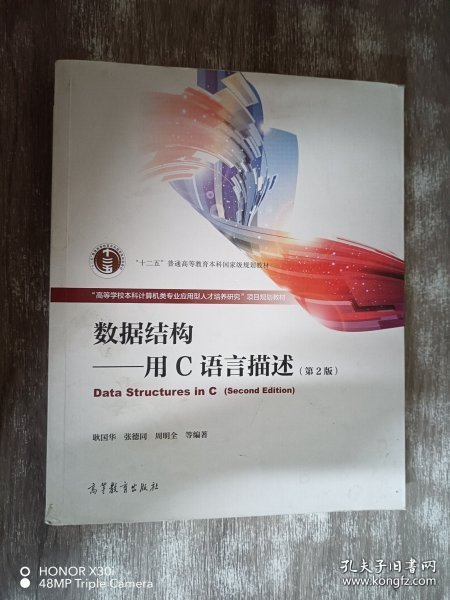 十二五
"十二五"普通高等教育本科国家级规划教材
"高等学校本科计算机类专业应用型人才培养研究"项目规划教材
数据结构
——用 C 语言描述(第 2 版)
Data Structures in C (Second Edition)
耿国华 张德同 周明全 等编著
高等教育出版社
HONOR X30i
48MP Triple Camera
孔夫子旧书网
www.kongfz.com